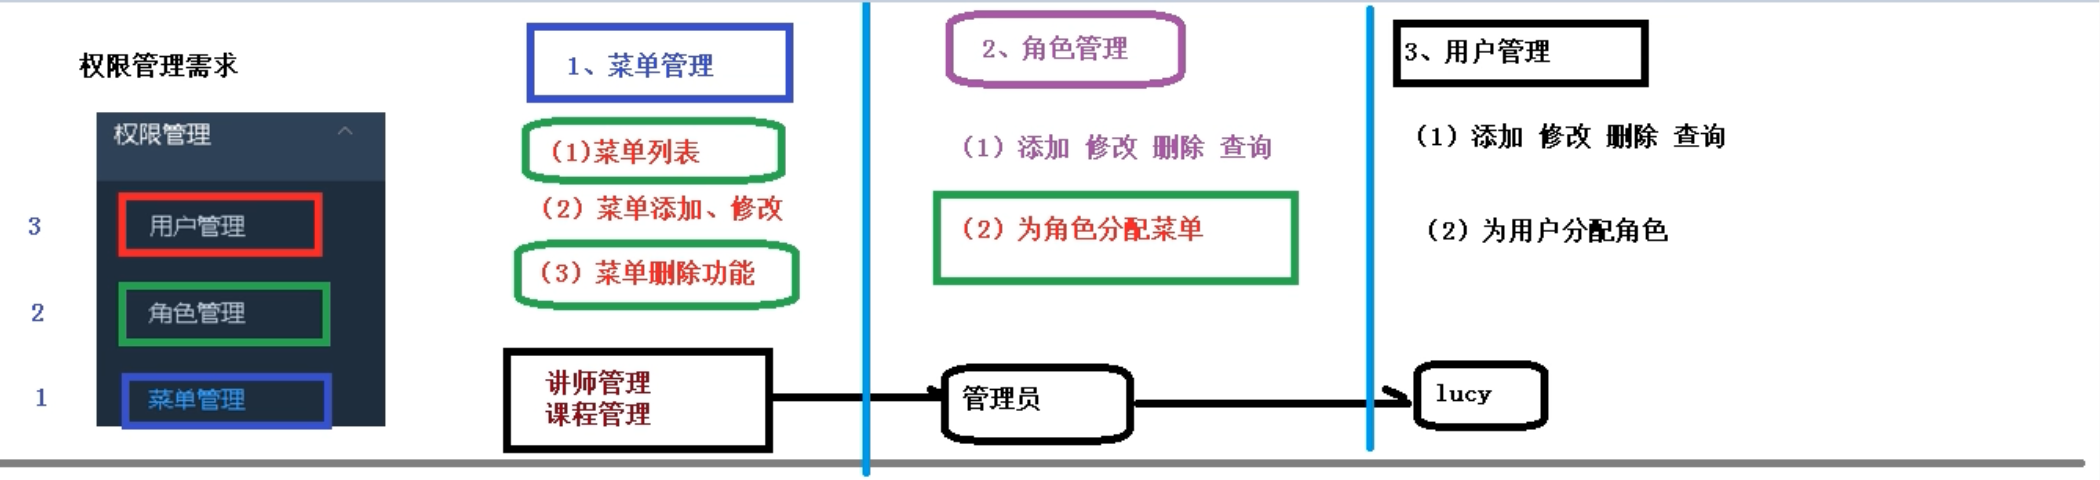 权限管理需求
权限管理
3
用户管理
2
角色管理
1
菜单管理
1、菜单管理
(1)菜单列表
(2) 菜单添加、修改
(3) 菜单删除功能
讲师管理
课程管理
2、角色管理
(1) 添加 修改 删除 查询
(2) 为角色分配菜单
管理员
3、用户管理
(1) 添加 修改 删除 查询
(2) 为用户分配角色
lucy